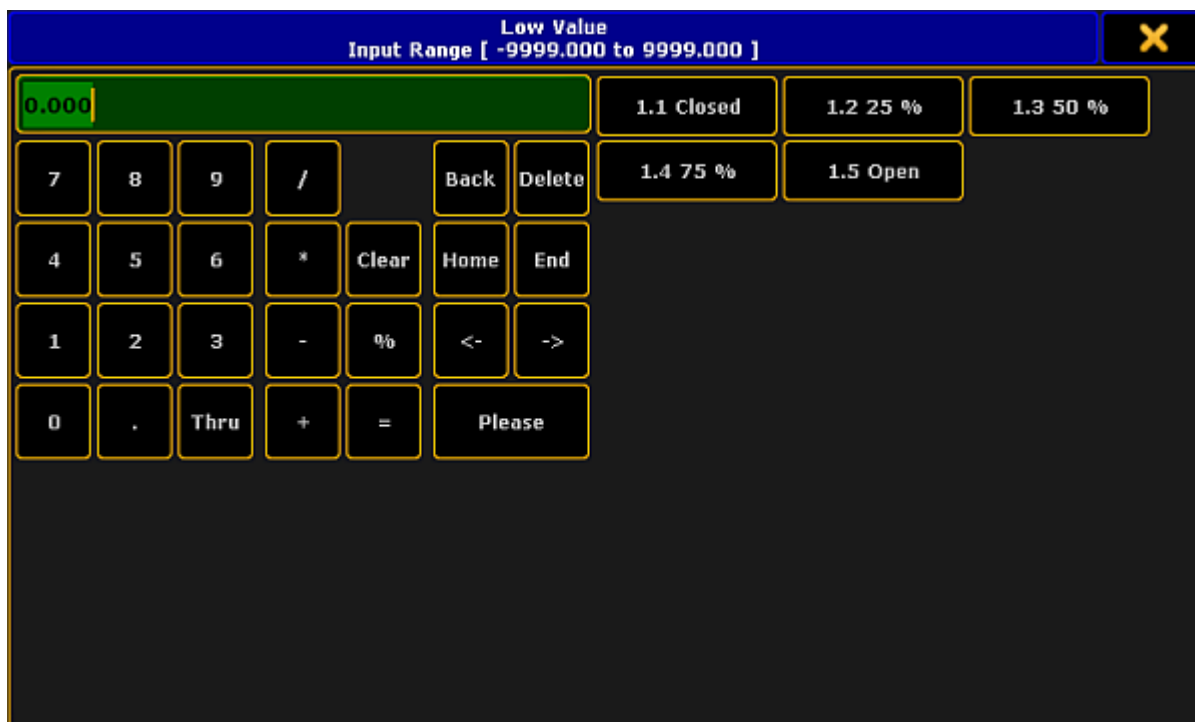 Low Value
Input Range [ -9999.000 to 9999.000 ]
0.000 1.1 Closed 1.2 25 % 1.3 50 %
7 8 9 / Back Delete 1.4 75 % 1.5 Open
4 5 6 * Clear Home End
1 2 3 - % <- ->
0 . Thru + = Please